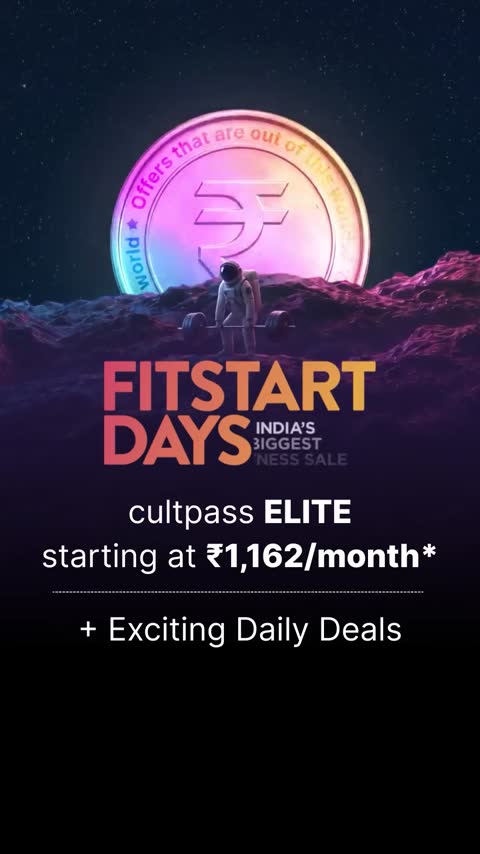 world ★ Offers that are out of this
₹
FITSTART
DAYS INDIA'S
BIGGEST
NESS SALE
cultpass ELITE
starting at ₹1,162/month*
+ Exciting Daily Deals